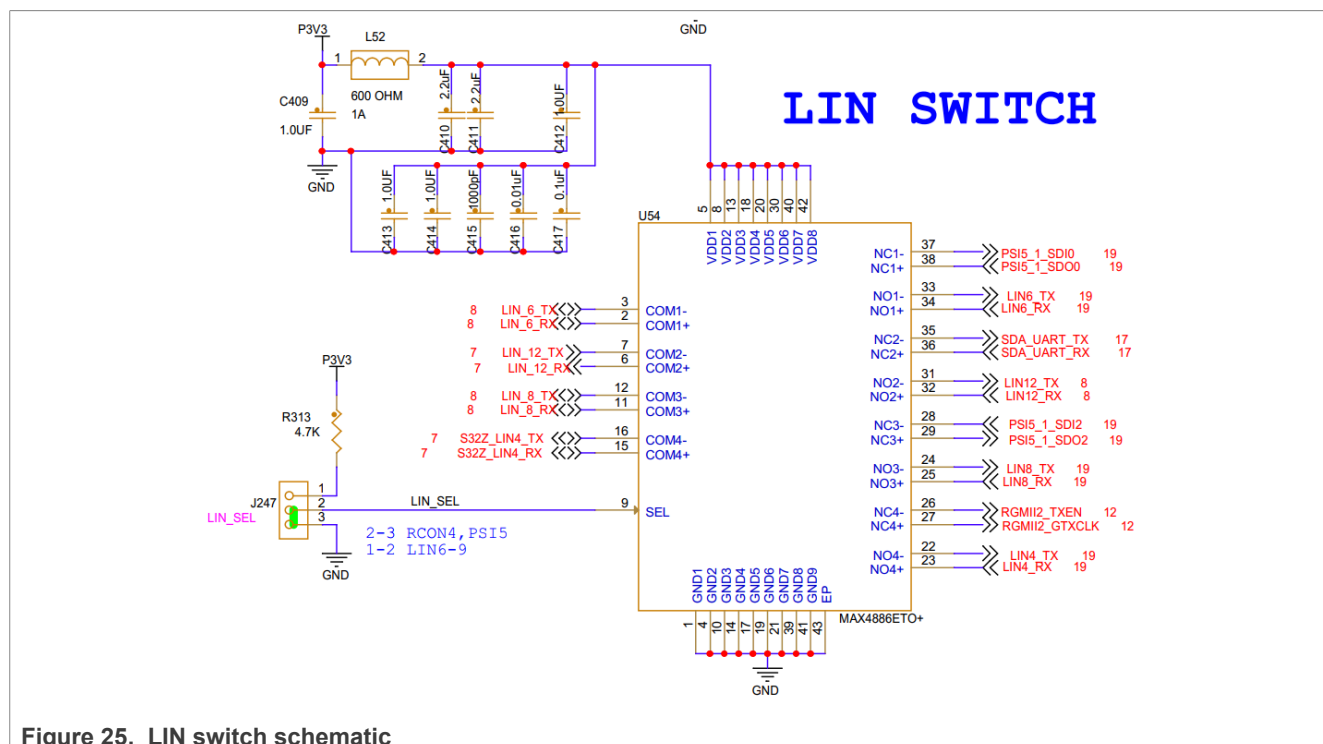 GND
P3V3
L52
1
2
600 OHM
1A
C409
1.0UF
GND
2.2uF
C410
2.2uF
C411
1.0UF
C412
LIN SWITCH
1.0UF
C413
1.0UF
C414
1000pF
C415
0.01uF
C416
0.1uF
C417
U54
5
8
13
18
20
30
40
42
VDD1
VDD2
VDD3
VDD4
VDD5
VDD6
VDD7
VDD8
8 LIN_6_TX 3 COM1-
8 LIN_6_RX 2 COM1+
7 LIN_12_TX 7 COM2-
7 LIN_12_RX 6 COM2+
8 LIN_8_TX 12 COM3-
8 LIN_8_RX 11 COM3+
7 S32Z_LIN4_TX 16 COM4-
7 S32Z_LIN4_RX 15 COM4+
NC1- 37 PSI5_1_SDI0 19
NC1+ 38 PSI5_1_SDO0 19
NO1- 33 LIN6_TX 19
NO1+ 34 LIN6_RX 19
NC2- 35 SDA_UART_TX 17
NC2+ 36 SDA_UART_RX 17
NO2- 31 LIN12_TX 8
NO2+ 32 LIN12_RX 8
NC3- 28 PSI5_1_SDI2 19
NC3+ 29 PSI5_1_SDO2 19
NO3- 24 LIN8_TX 19
NO3+ 25 LIN8_RX 19
NC4- 26 RGMII2_TXEN 12
NC4+ 27 RGMII2_GTXCLK 12
NO4- 22 LIN4_TX 19
NO4+ 23 LIN4_RX 19
P3V3
R313
4.7K
J247
LIN_SEL
1
2
3
LIN_SEL
9 SEL
2-3 RCON4,PSI5
1-2 LIN6-9
GND
GND1
GND2
GND3
GND4
GND5
GND6
GND7
GND8
GND9
EP
1
4
10
14
17
19
21
39
41
43
MAX4886ETO+
GND
Figure 25. LIN switch schematic